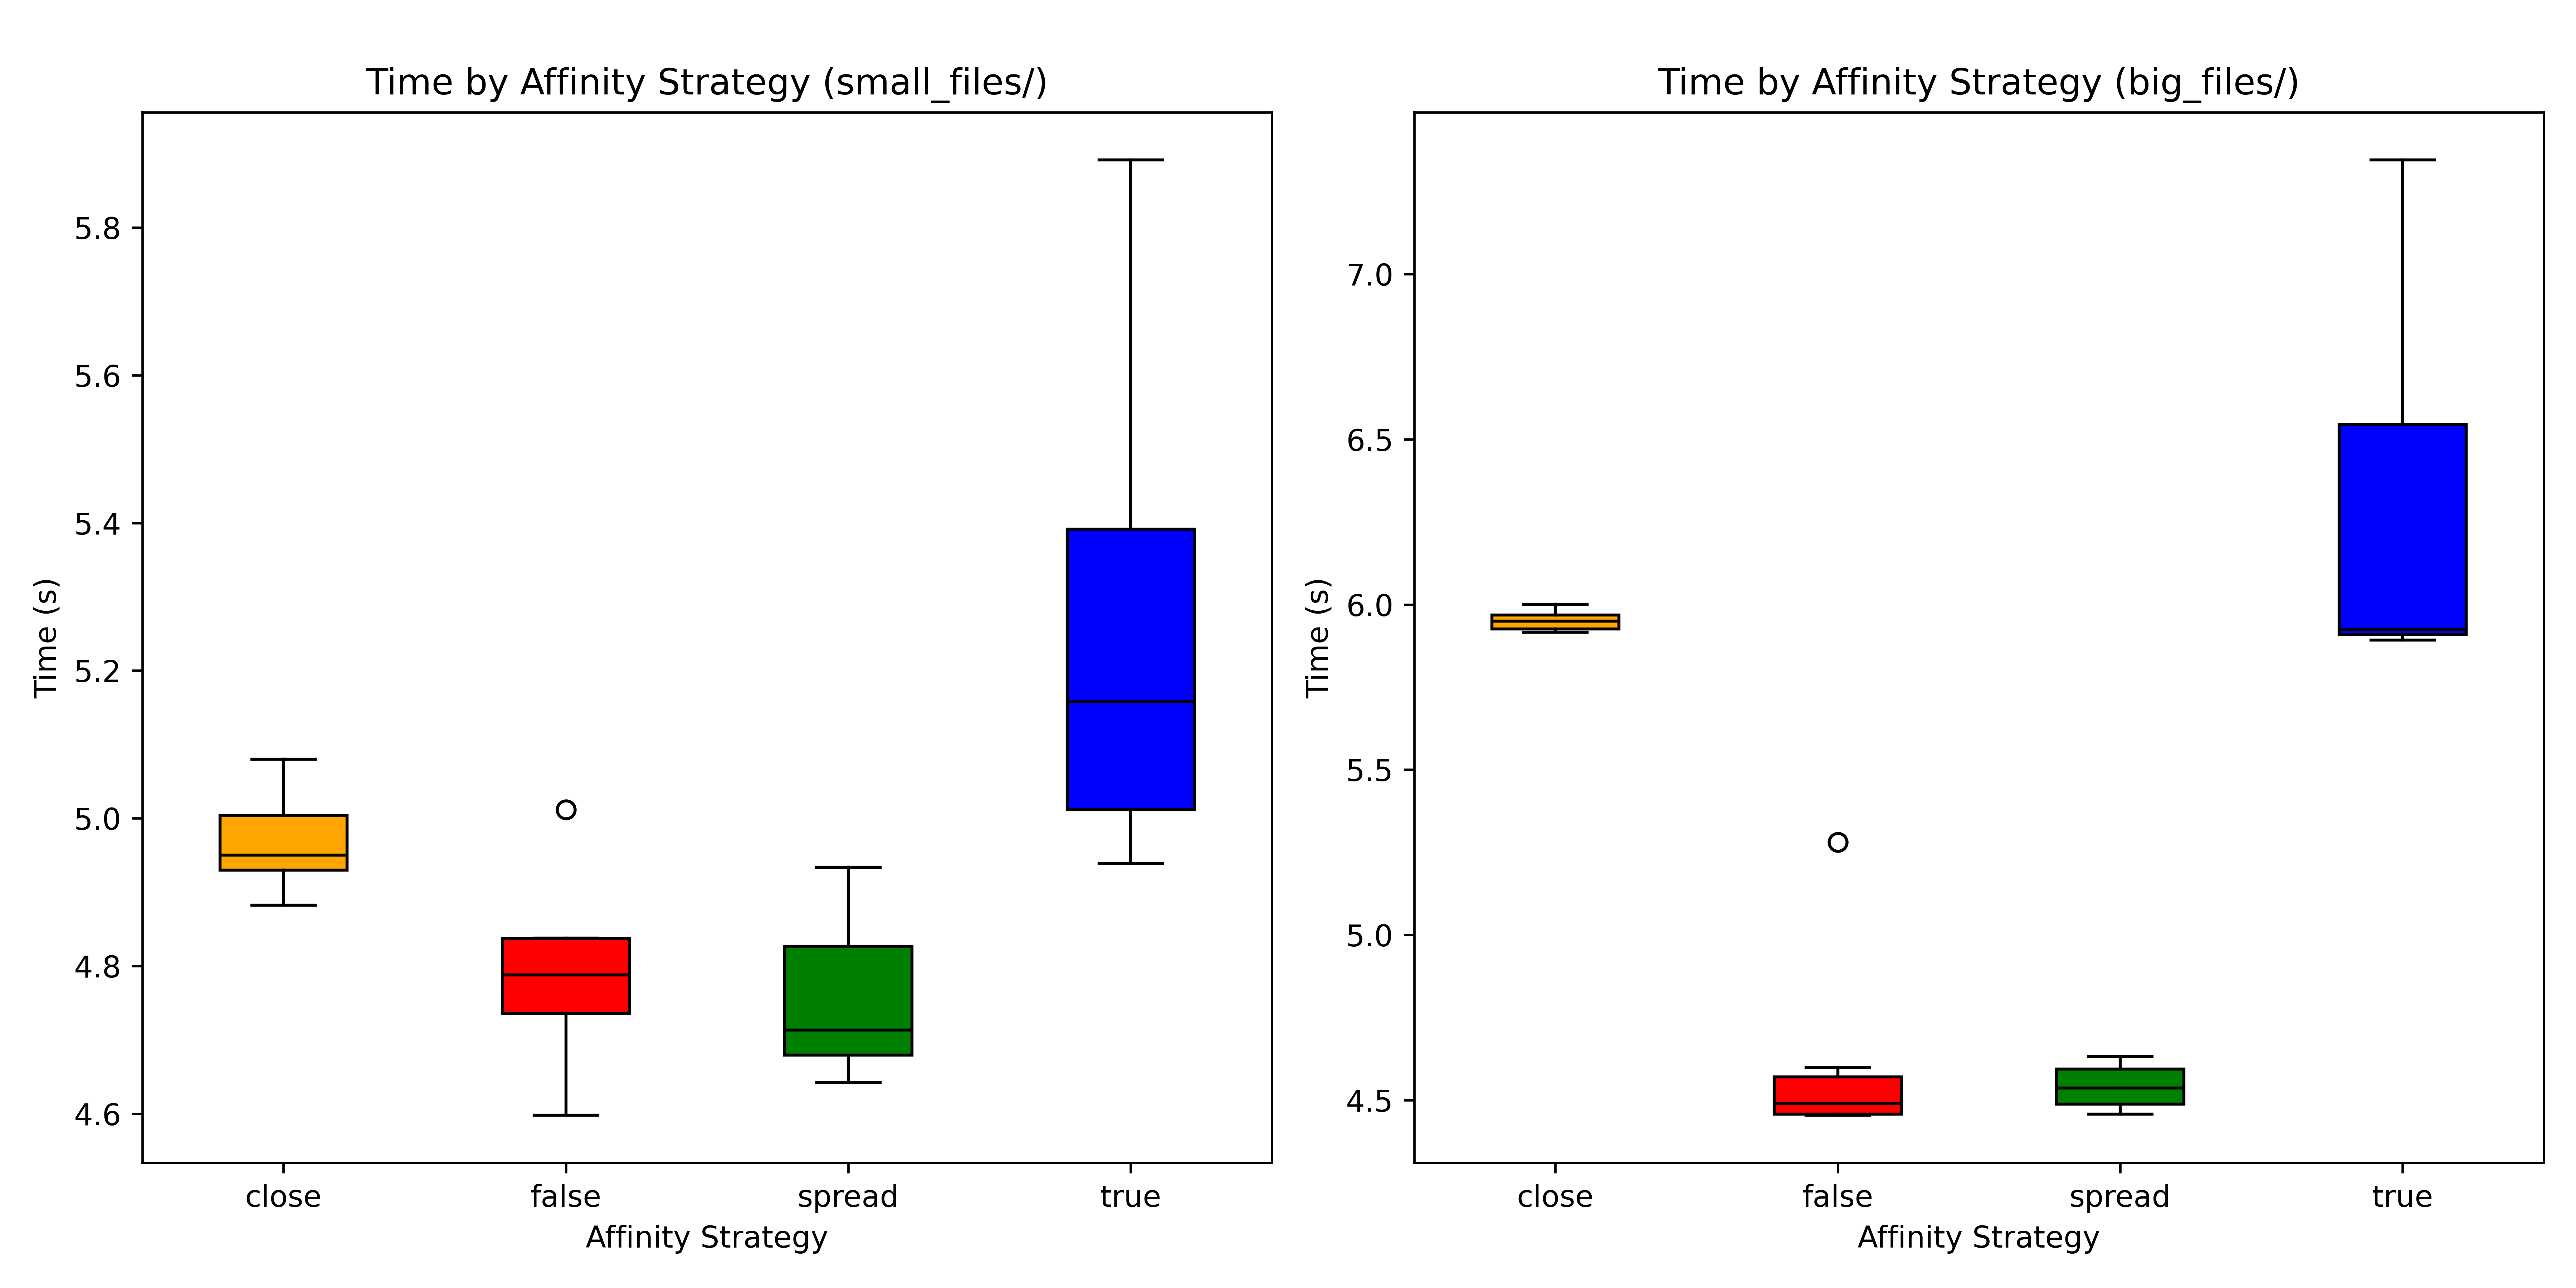 Time by Affinity Strategy (small_files/)
5.8
5.6
5.4
5.2
5.0
4.8
4.6
Time (s)
close false spread true
Affinity Strategy
Time by Affinity Strategy (big_files/)
7.0
6.5
6.0
5.5
5.0
4.5
Time (s)
close false spread true
Affinity Strategy